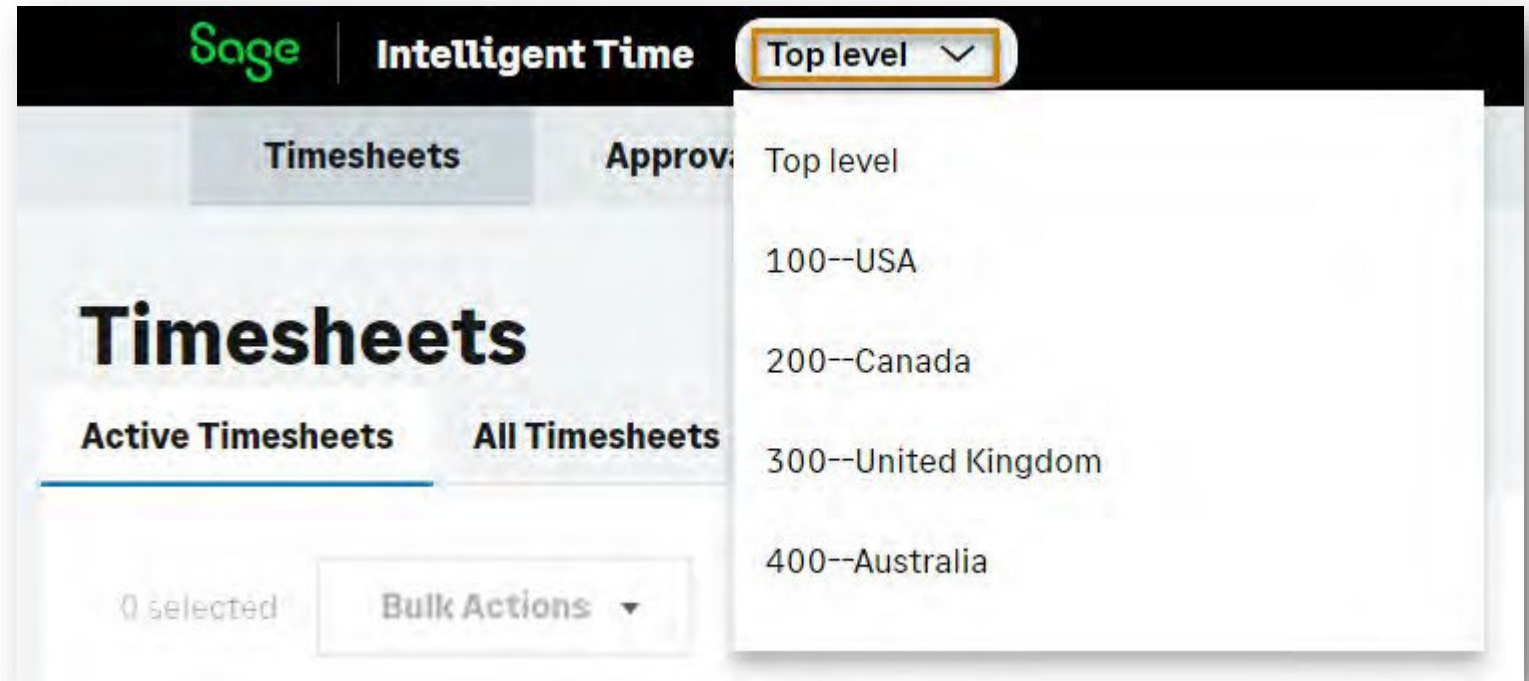 Sage Intelligent Time Top level
Timesheets
Top level
100--USA
200--Canada
300--United Kingdom
400--Australia
Timesheets
Active Timesheets All Timesheets
0 selected Bulk Actions